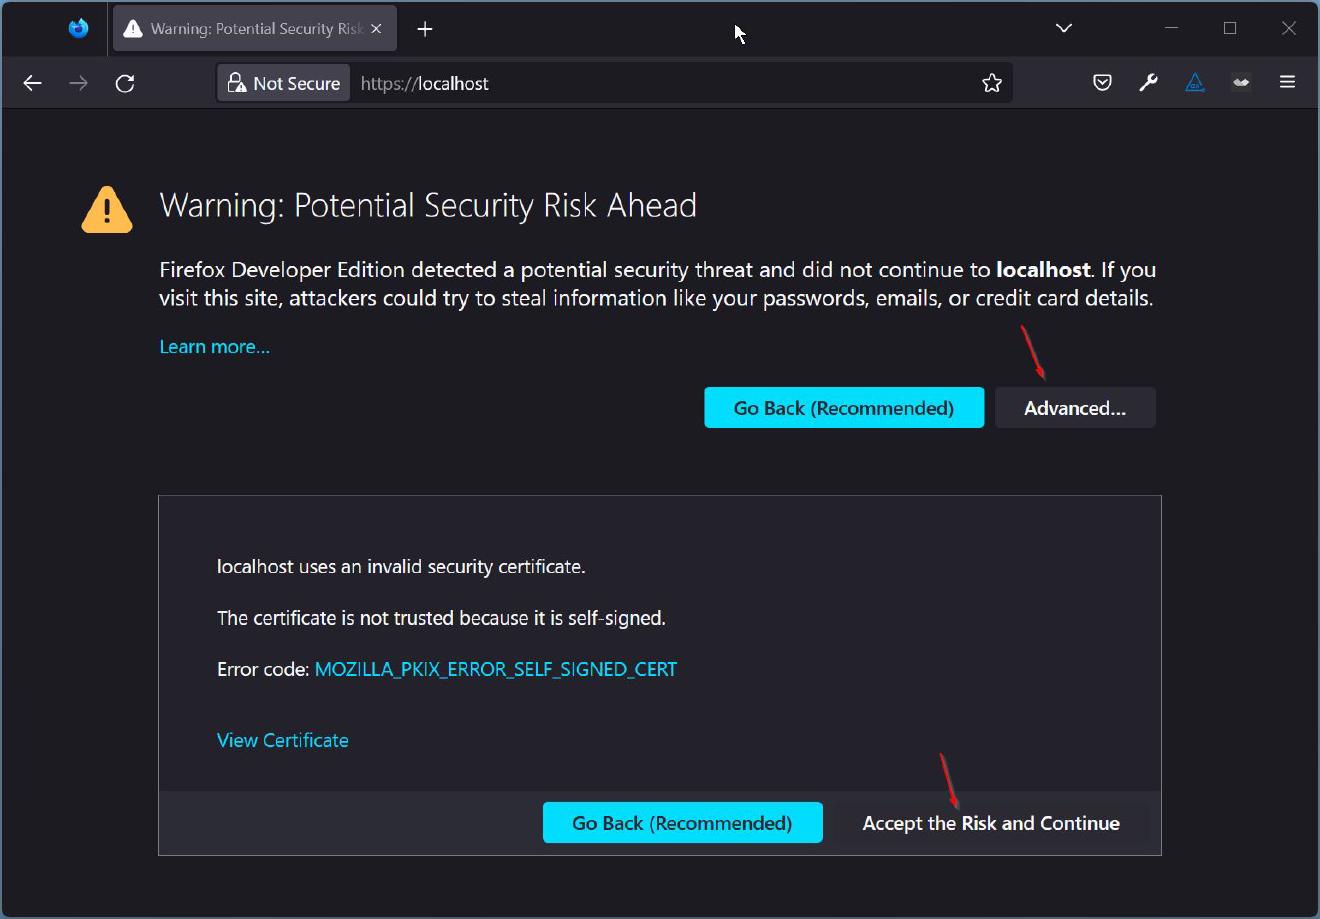 Warning: Potential Security Risk
Not Secure
https://localhost
Warning: Potential Security Risk Ahead
Firefox Developer Edition detected a potential security threat and did not continue to localhost. If you
visit this site, attackers could try to steal information like your passwords, emails, or credit card details.
Learn more...
Go Back (Recommended)
Advanced...
localhost uses an invalid security certificate.
The certificate is not trusted because it is self-signed.
Error code: MOZILLA_PKIX_ERROR_SELF_SIGNED_CERT
View Certificate
Go Back (Recommended)
Accept the Risk and Continue